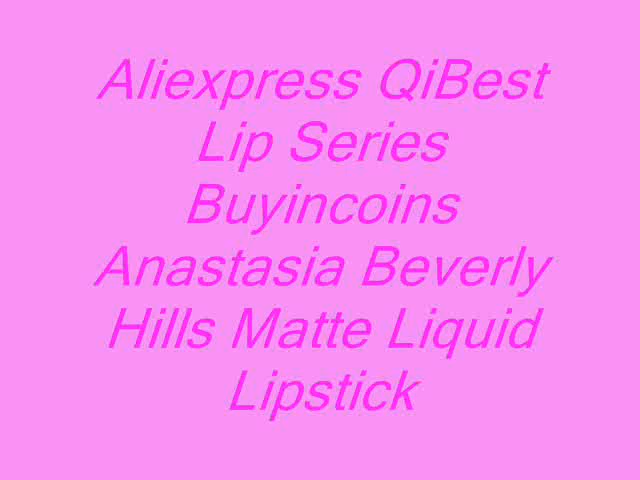 Aliexpress QiBest
Lip Series
Buyincoins
Anastasia Beverly
Hills Matte Liquid
Lipstick